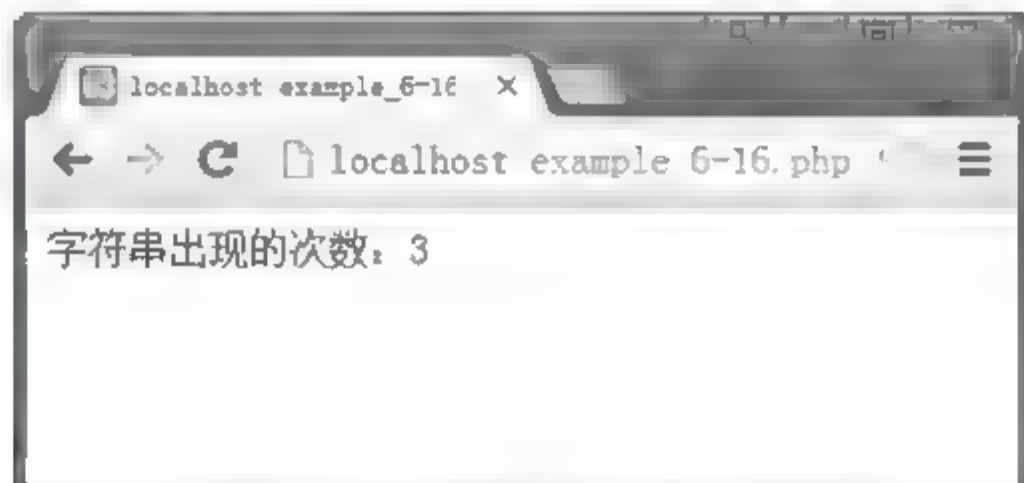 localhost example_6-16
localhost example 6-16.php
字符串出现的次数：3